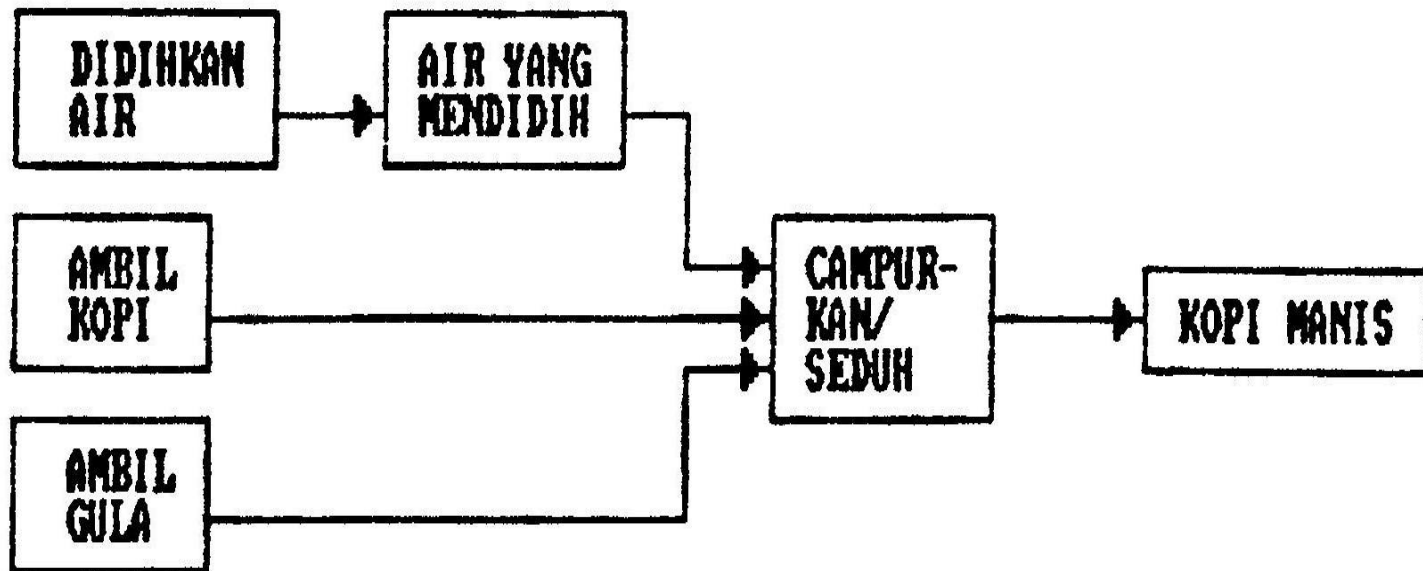 DIDIHKAN
AIR
AIR YANG
MENDIDIH
AMBIL
KOPI
CAMPUR-
KAN/
SEDUH
KOPI MANIS
AMBIL
GULA